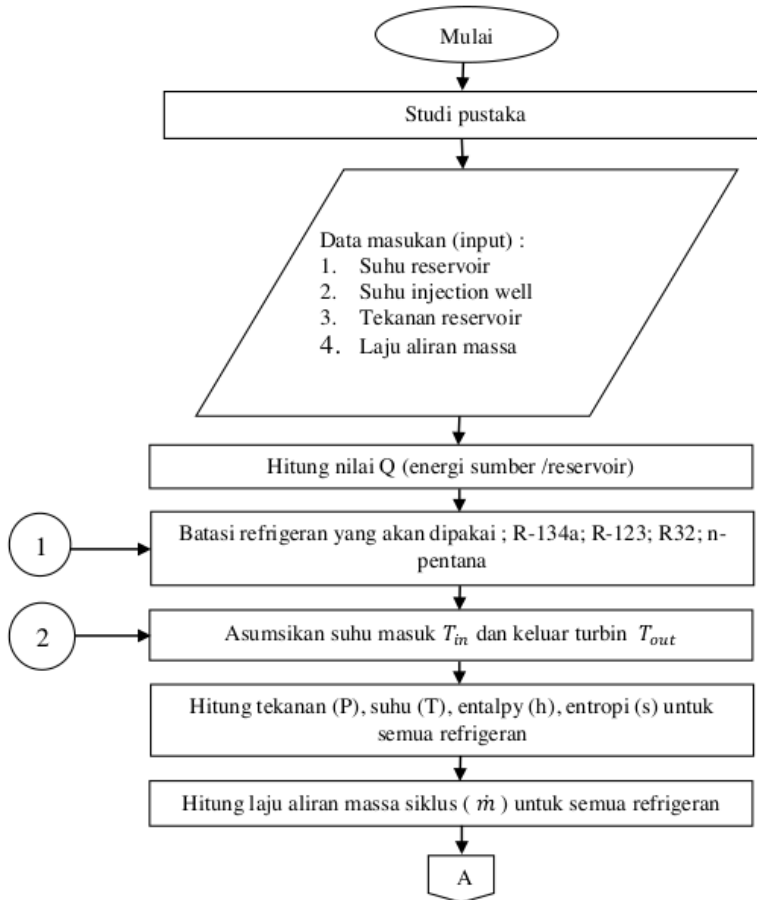 Mulai
Studi pustaka
Data masukan (input) :
1. Suhu reservoir
2. Suhu injection well
3. Tekanan reservoir
4. Laju aliran massa
Hitung nilai Q (energi sumber /reservoir)
1
Batasi refrigeran yang akan dipakai ; R-134a; R-123; R32; n-
pentana
2
Asumsikan suhu masuk T_in dan keluar turbin T_out
Hitung tekanan (P), suhu (T), entalpy (h), entropi (s) untuk
semua refrigeran
Hitung laju aliran massa siklus ( ṁ ) untuk semua refrigeran
A